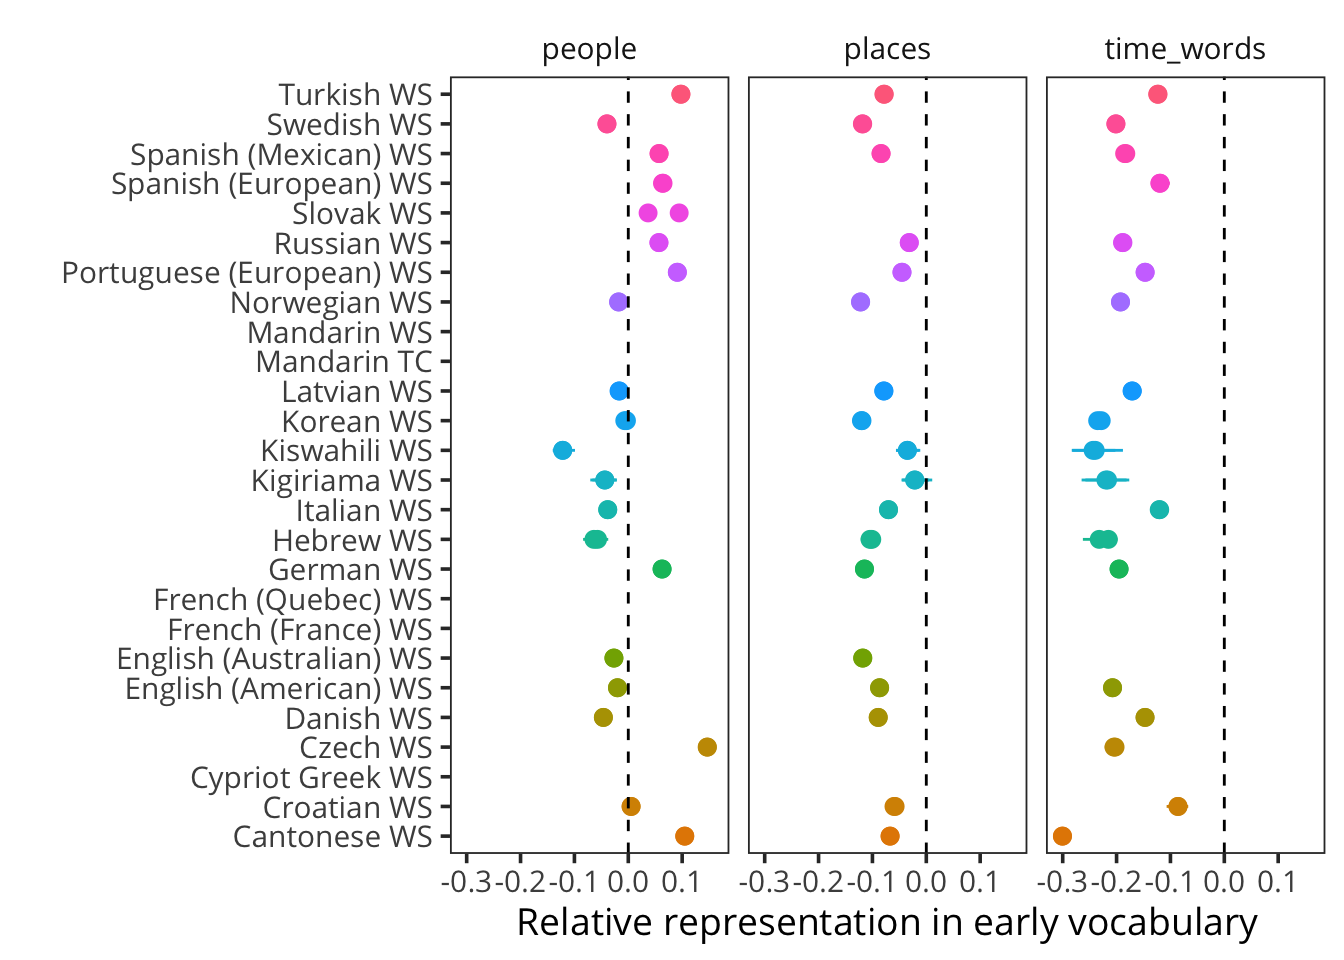 people places time_words
Turkish WS
Swedish WS
Spanish (Mexican) WS
Spanish (European) WS
Slovak WS
Russian WS
Portuguese (European) WS
Norwegian WS
Mandarin WS
Mandarin TC
Latvian WS
Korean WS
Kiswahili WS
Kigiriama WS
Italian WS
Hebrew WS
German WS
French (Quebec) WS
French (France) WS
English (Australian) WS
English (American) WS
Danish WS
Czech WS
Cypriot Greek WS
Croatian WS
Cantonese WS
-0.3 -0.2 -0.1 0.0 0.1 -0.3 -0.2 -0.1 0.0 0.1 -0.3 -0.2 -0.1 0.0 0.1
Relative representation in early vocabulary